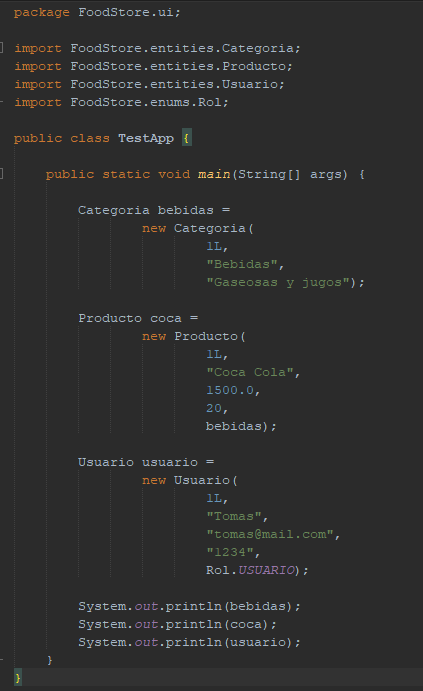 package FoodStore.ui;
import FoodStore.entities.Categoria;
import FoodStore.entities.Producto;
import FoodStore.entities.Usuario;
import FoodStore.enums.Rol;
public class TestApp {
public static void main(String[] args) {
Categoria bebidas =
new Categoria(
1L,
"Bebidas",
"Gaseosas y jugos");
Producto coca =
new Producto(
1L,
"Coca Cola",
1500.0,
20,
bebidas);
Usuario usuario =
new Usuario(
1L,
"Tomas",
"tomas@mail.com",
"1234",
Rol.USUARIO);
System.out.println(bebidas);
System.out.println(coca);
System.out.println(usuario);
}
}